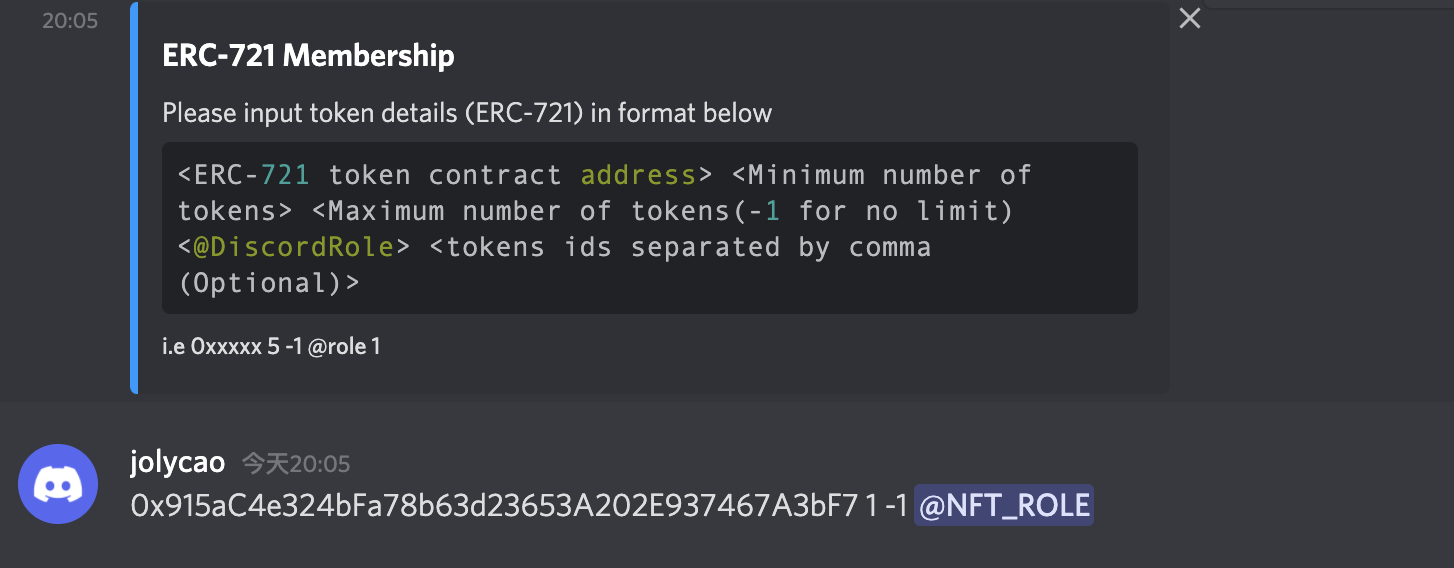 20:05
ERC-721 Membership
Please input token details (ERC-721) in format below
<ERC-721 token contract address> <Minimum number of
tokens> <Maximum number of tokens(-1 for no limit)
<@DiscordRole> <tokens ids separated by comma
(Optional)>
i.e 0xxxxx 5 -1 @role 1
jolycao 今天20:05
0x915aC4e324bFa78b63d23653A202E937467A3bF7 1 -1 @NFT_ROLE